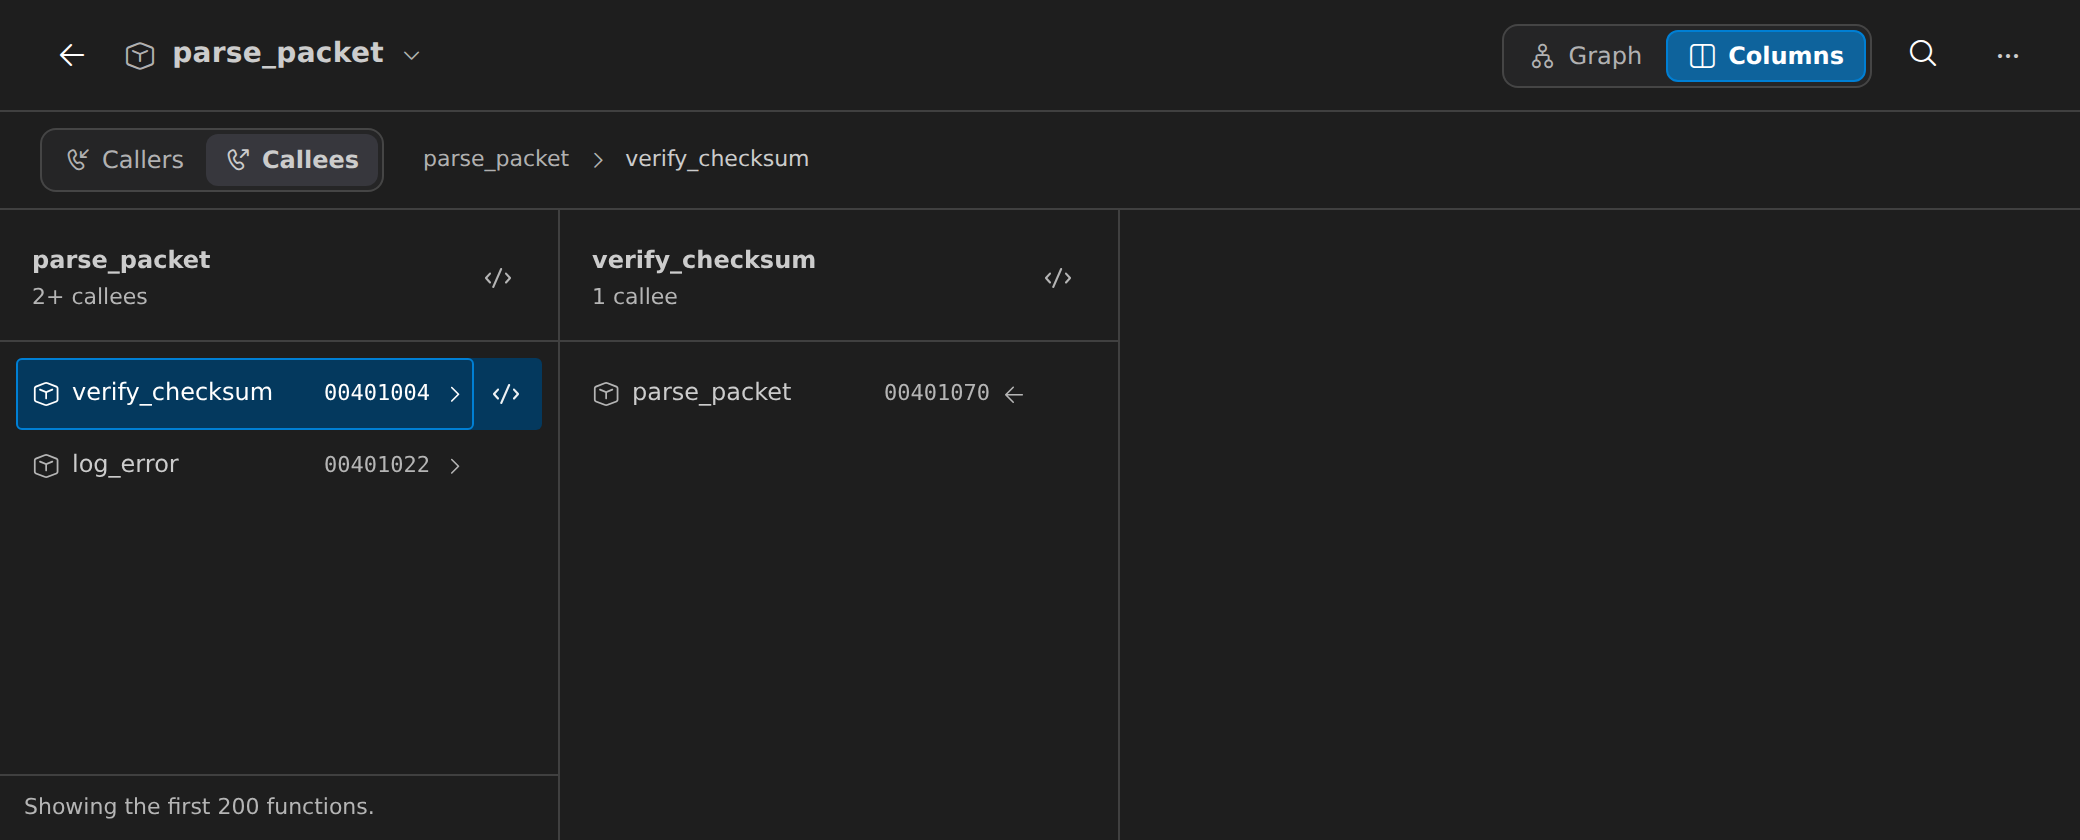 parse_packet
Graph
Columns
Callers
Callees
parse_packet
verify_checksum
parse_packet
2+ callees
verify_checksum
1 callee
verify_checksum 00401004
log_error 00401022
parse_packet 00401070
Showing the first 200 functions.